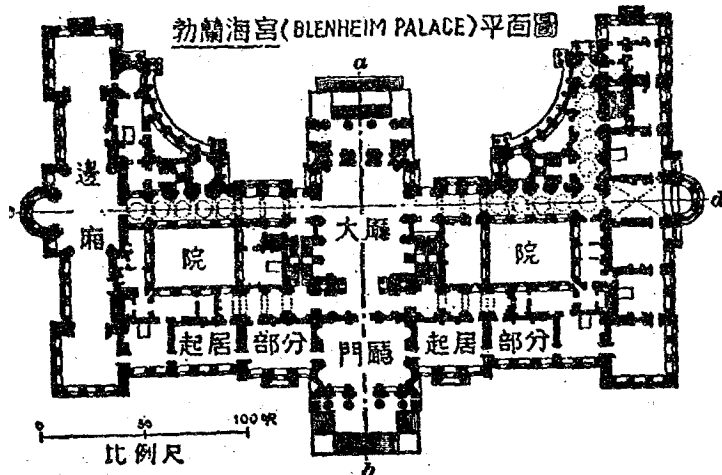 勃蘭海宮(BLENHEIM PALACE)平面圖
a
邊廂
d
大廳
院
院
起居部分
門廳
起居部分
0 50 100呎
比例尺
b